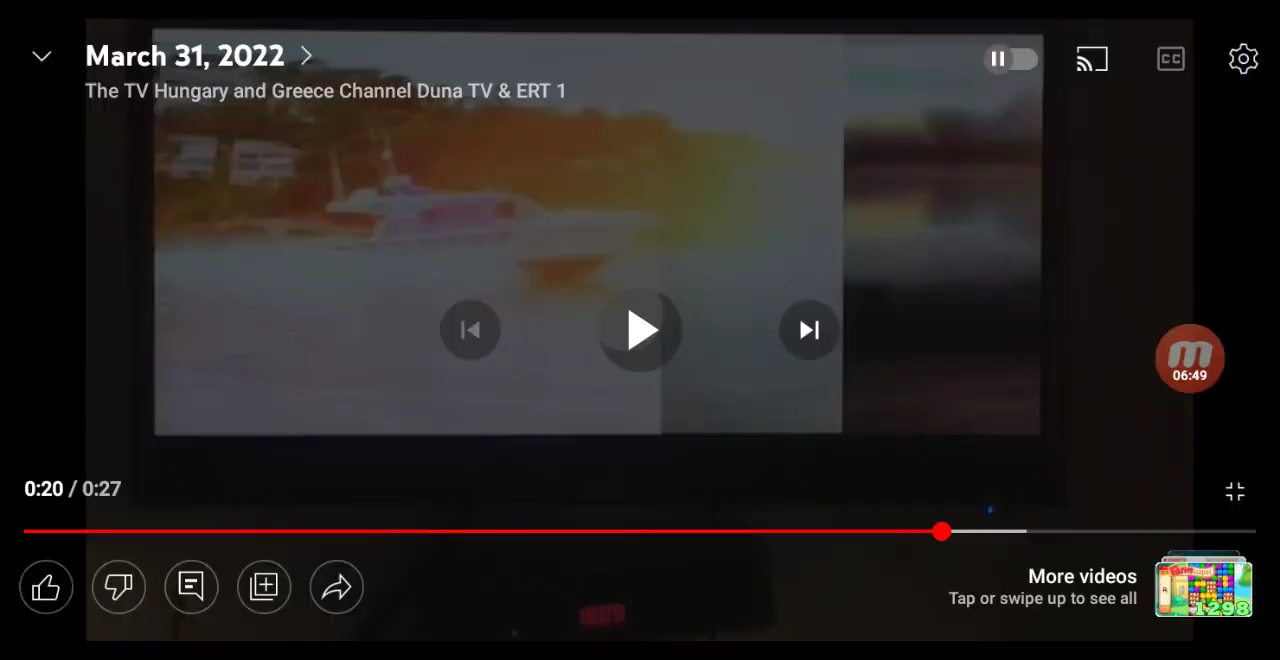 March 31, 2022
The TV Hungary and Greece Channel Duna TV & ERT 1
CC
06:49
0:20 / 0:27
More videos
Tap or swipe up to see all
1298